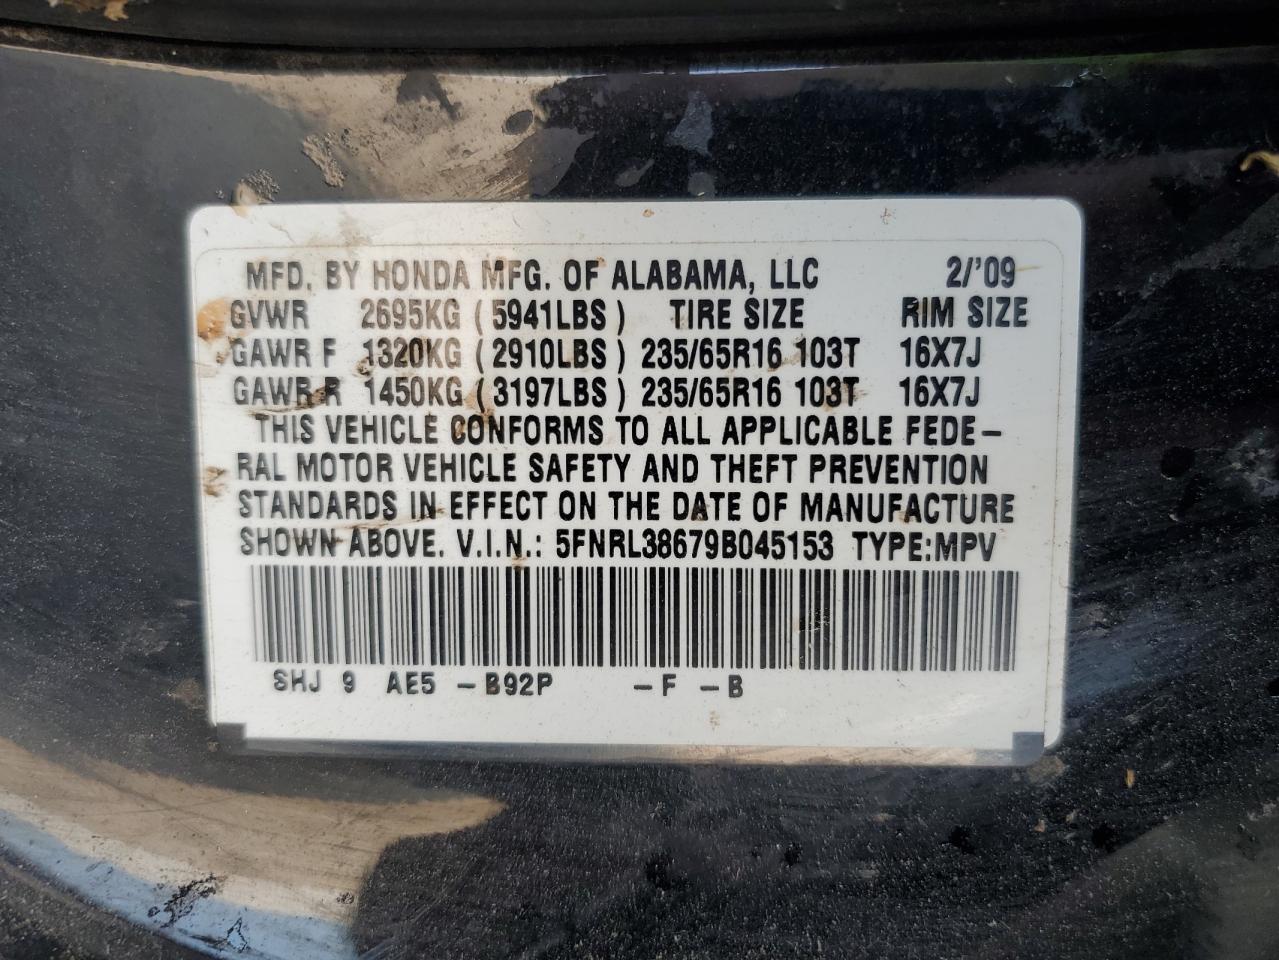 MFD. BY HONDA MFG. OF ALABAMA, LLC 2/'09
GVWR 2695KG (5941LBS) TIRE SIZE RIM SIZE
GAWR F 1320KG (2910LBS) 235/65R16 103T 16X7J
GAWR R 1450KG (3197LBS) 235/65R16 103T 16X7J
THIS VEHICLE CONFORMS TO ALL APPLICABLE FEDE-
RAL MOTOR VEHICLE SAFETY AND THEFT PREVENTION
STANDARDS IN EFFECT ON THE DATE OF MANUFACTURE
SHOWN ABOVE. V.I.N.: 5FNRL38679B045153 TYPE:MPV
SHJ 9 AE5 -B92P -F -B